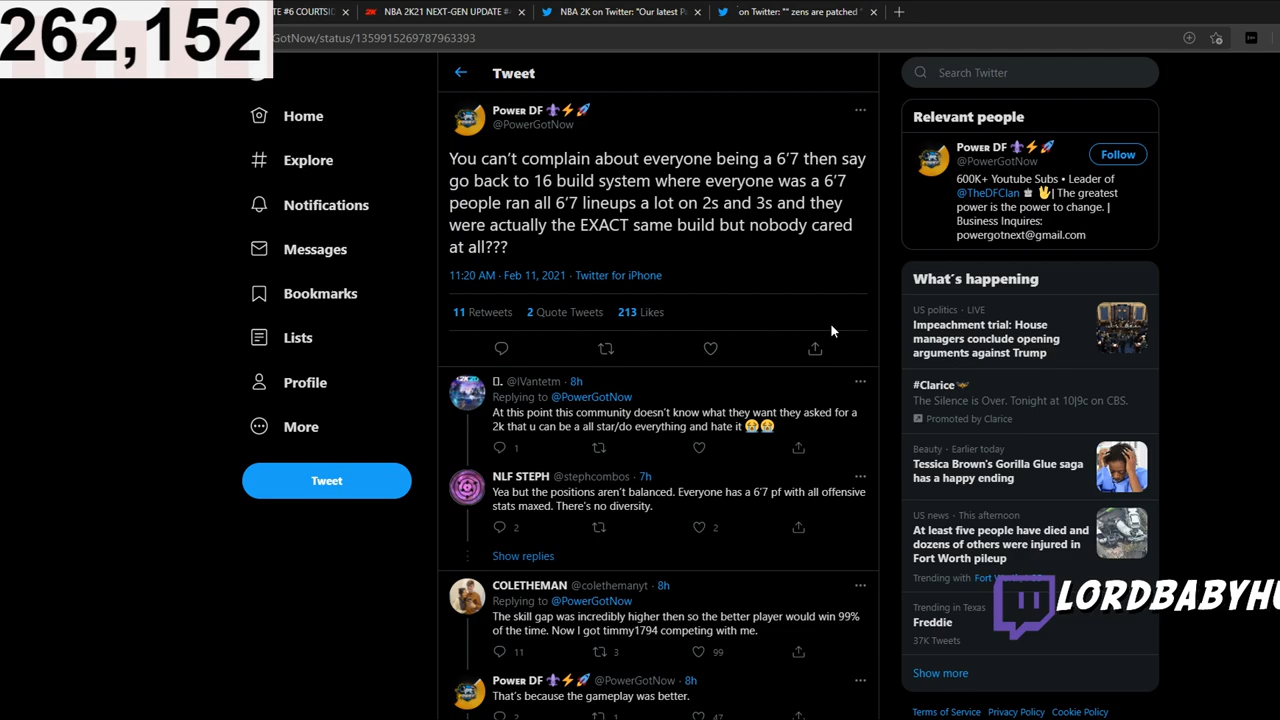 262,152
TE #6 COURTSID
NBA 2K21 NEXT-GEN UPDATE #
NBA 2K on Twitter: "Our latest P
on Twitter: "" zens are patched "
GotNow/status/1359915269787963393
Home
Explore
Notifications
Messages
Bookmarks
Lists
Profile
More
Tweet
Tweet
Power DF
@PowerGotNow
You can't complain about everyone being a 6'7 then say
go back to 16 build system where everyone was a 6'7
people ran all 6'7 lineups a lot on 2s and 3s and they
were actually the EXACT same build but nobody cared
at all???
11:20 AM · Feb 11, 2021 · Twitter for iPhone
11 Retweets 2 Quote Tweets 213 Likes
@IVantetm · 8h
Replying to @PowerGotNow
At this point this community doesn't know what they want they asked for a
2k that u can be a all star/do everything and hate it 😭😭
1
NLF STEPH @stephcombos · 7h
Yea but the positions aren't balanced. Everyone has a 6'7 pf with all offensive
stats maxed. There's no diversity.
2 2
Show replies
COLETHEMAN @colethemanyt · 8h
Replying to @PowerGotNow
The skill gap was incredibly higher then so the better player would win 99%
of the time. Now I got timmy1794 competing with me.
11 3 99
Power DF ⚜⚡🚀 @PowerGotNow · 8h
That's because the gameplay was better.
2 1 47
Search Twitter
Relevant people
Power DF ⚜⚡🚀
@PowerGotNow
Follow
600K+ Youtube Subs • Leader of
@TheDFClan 🤖 🖖| The greatest
power is the power to change. |
Business Inquires:
powergotnext@gmail.com
What's happening
US politics · LIVE
Impeachment trial: House
managers conclude opening
arguments against Trump
#Clarice
The Silence is Over. Tonight at 10|9c on CBS.
Promoted by Clarice
Beauty · Earlier today
Tessica Brown's Gorilla Glue saga
has a happy ending
US news · This afternoon
At least five people have died and
dozens of others were injured in
Fort Worth pileup
Trending with Fort Worth
LORDBABYHU
Trending in Texas
Freddie
37K Tweets
Show more
Terms of Service Privacy Policy Cookie Policy